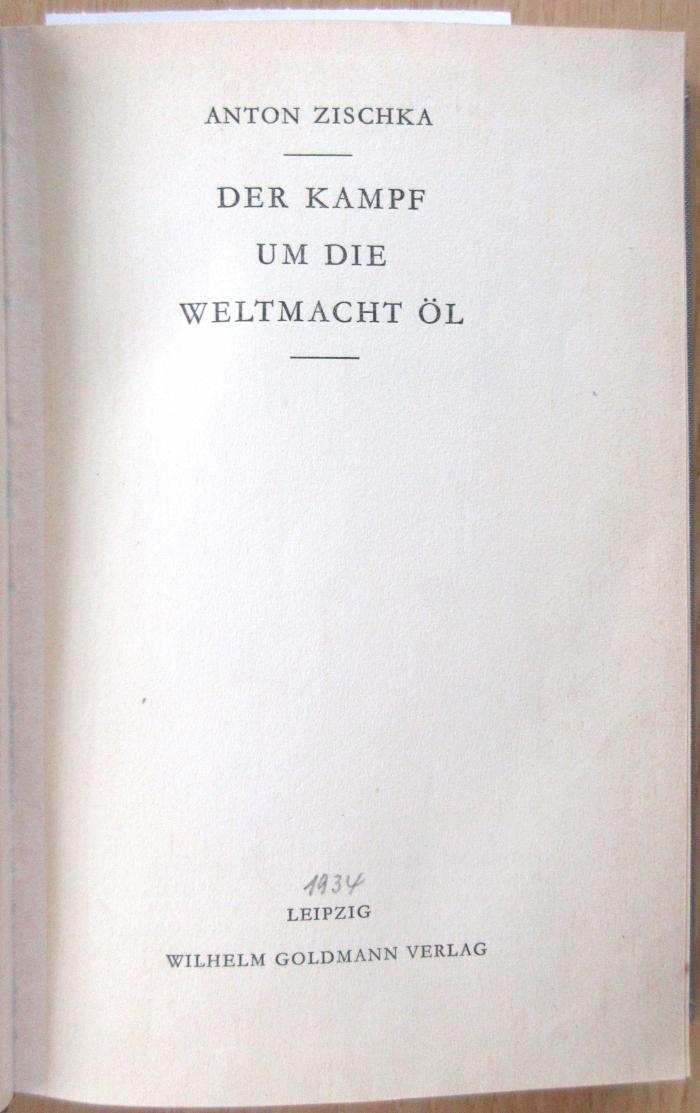 ANTON ZISCHKA
DER KAMPF
UM DIE
WELTMACHT ÖL
1934
LEIPZIG
WILHELM GOLDMANN VERLAG